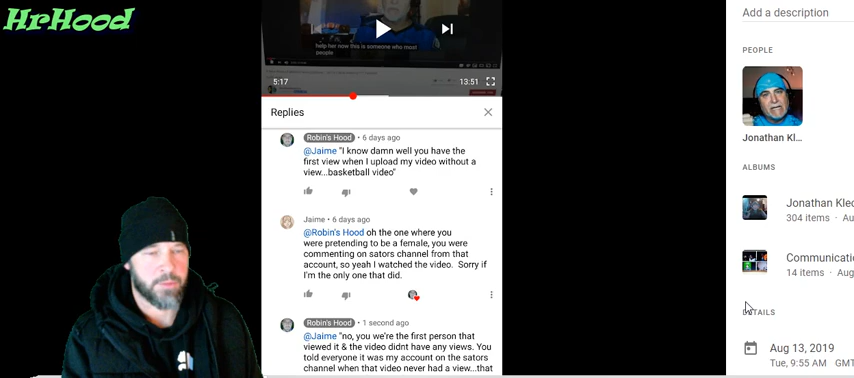 HrHood
help her now this is someone who most
people
5:17
13:51
Replies
Robin's Hood • 6 days ago
@Jaime "I know damn well you have the
first view when I upload my video without a
view...basketball video"
Jaime • 6 days ago
@Robin's Hood oh the one where you
were pretending to be a female, you were
commenting on sators channel from that
account, so yeah I watched the video. Sorry if
I'm the only one that did.
Robin's Hood • 1 second ago
@Jaime "no, you we're the first person that
viewed it & the video didnt have any views. You
told everyone it was my account on the sators
channel when that video never had a view...that
Add a description
PEOPLE
Jonathan Kl...
ALBUMS
Jonathan Klec
304 items · Au
Communicati
14 items · Aug
DETAILS
Aug 13, 2019
Tue, 9:55 AM GMT